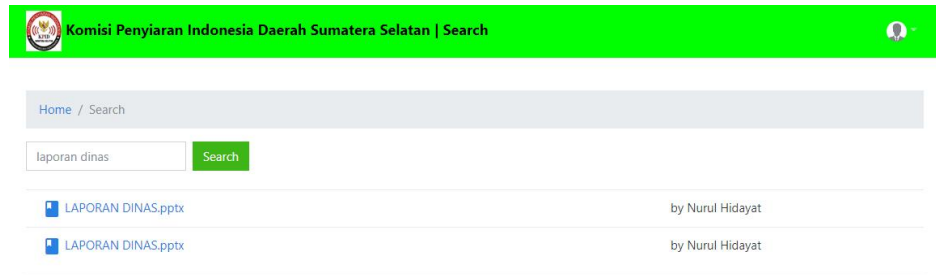 KPID
Komisi Penyiaran Indonesia Daerah Sumatera Selatan | Search
Home / Search
laporan dinas Search
LAPORAN DINAS.pptx by Nurul Hidayat
LAPORAN DINAS.pptx by Nurul Hidayat